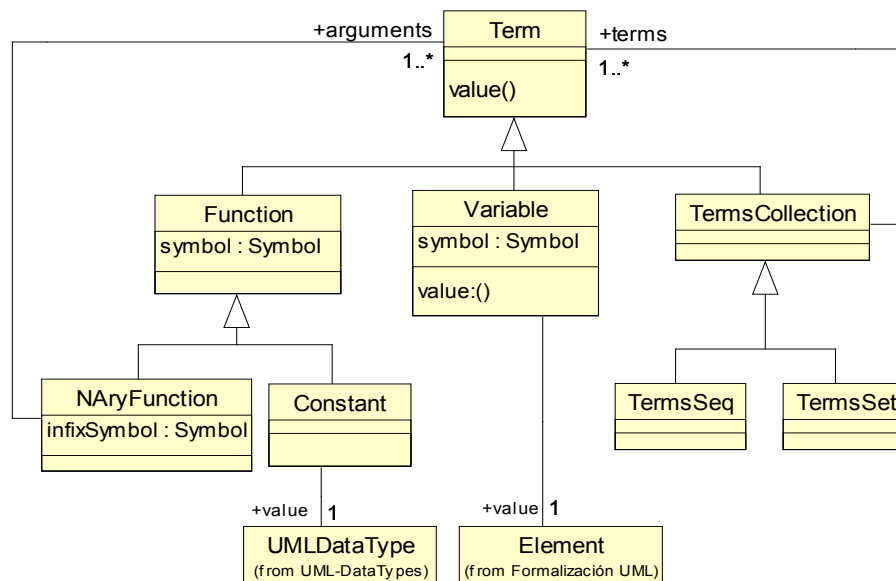 +arguments
Term
+terms
1..*
1..*
value()
Function
symbol : Symbol
Variable
symbol : Symbol
value:()
TermsCollection
NAryFunction
infixSymbol : Symbol
Constant
TermsSeq
TermsSet
+value 1
+value 1
UMLDataType
(from UML-DataTypes)
Element
(from Formalización UML)